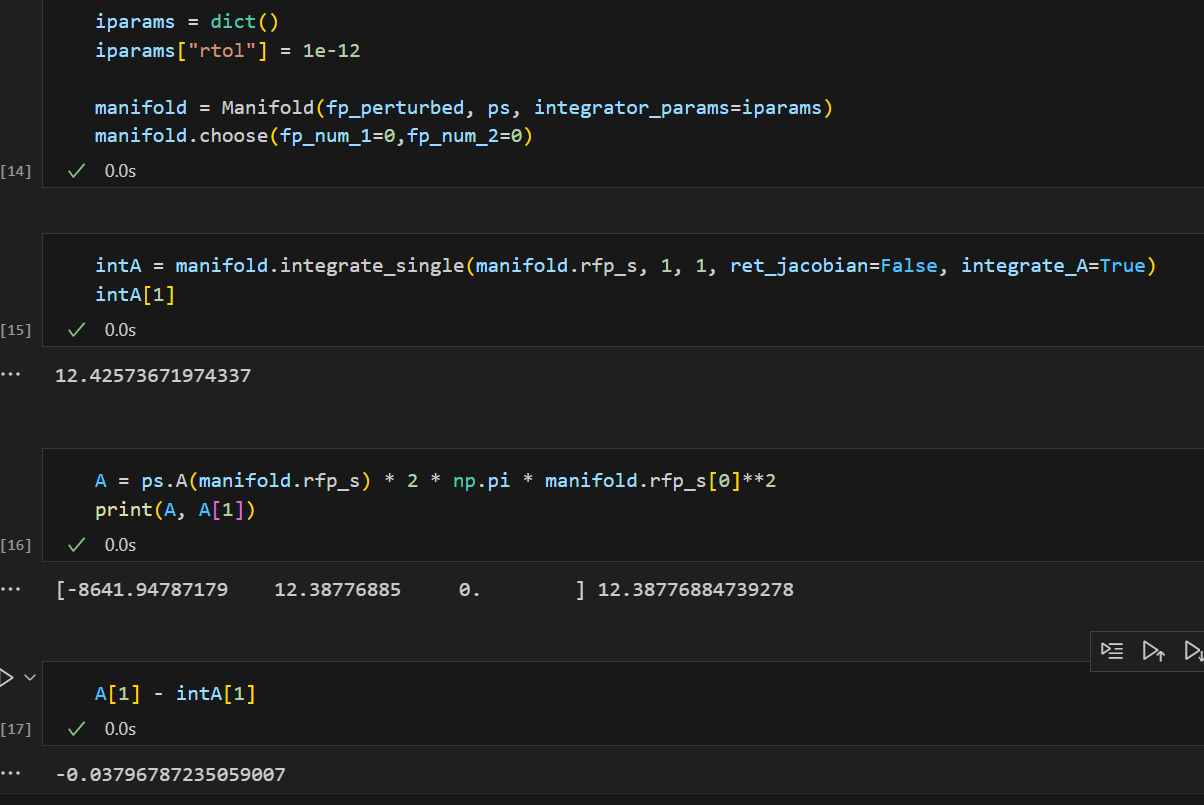 iparams = dict()
iparams["rtol"] = 1e-12
manifold = Manifold(fp_perturbed, ps, integrator_params=iparams)
manifold.choose(fp_num_1=0,fp_num_2=0)
[14] 0.0s
intA = manifold.integrate_single(manifold.rfp_s, 1, 1, ret_jacobian=False, integrate_A=True)
intA[1]
[15] 0.0s
... 12.42573671974337
A = ps.A(manifold.rfp_s) * 2 * np.pi * manifold.rfp_s[0]**2
print(A, A[1])
[16] 0.0s
... [-8641.94787179    12.38776885     0.        ] 12.38776884739278
A[1] - intA[1]
[17] 0.0s
... -0.03796787235059007